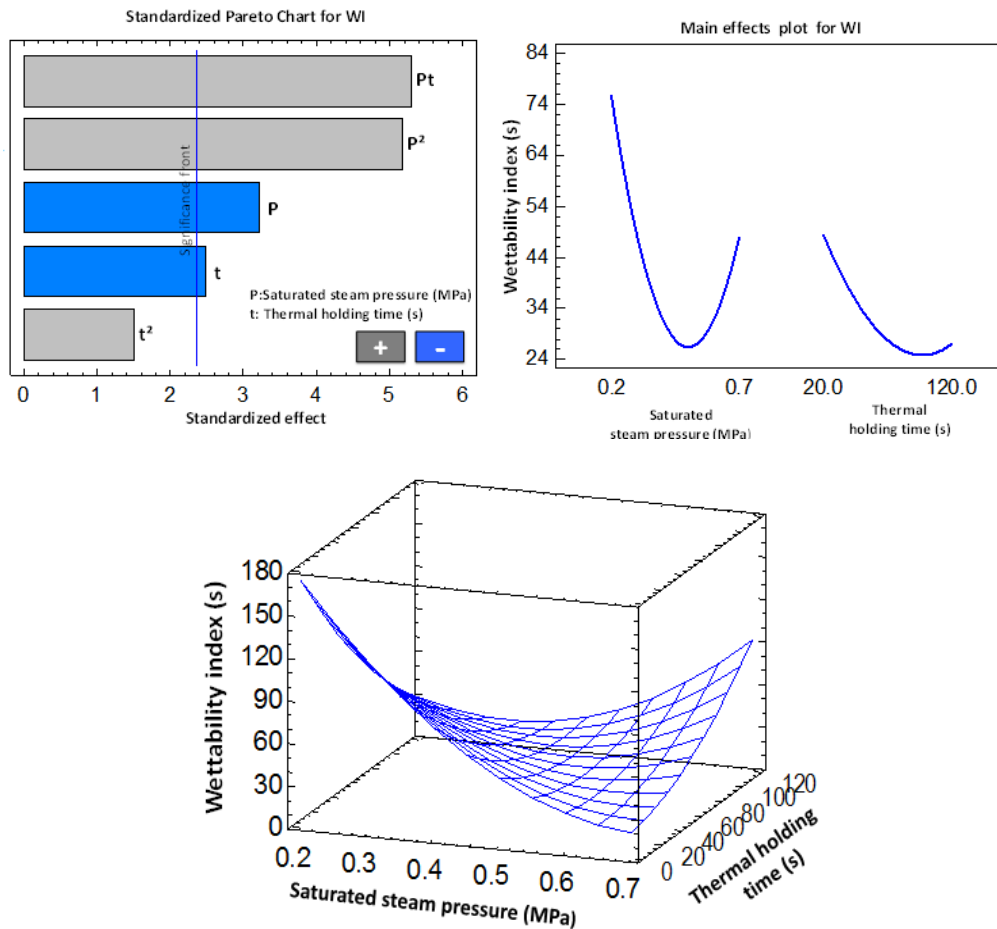 Standardized Pareto Chart for WI
Pt
P²
P
t
t²
Significance front
P:Saturated steam pressure (MPa)
t: Thermal holding time (s)
+
-
0 1 2 3 4 5 6
Standardized effect
Main effects plot for WI
84
74
64
54
44
34
24
Wettability index (s)
0.2 0.7 20.0 120.0
Saturated
steam pressure (MPa)
Thermal
holding time (s)
180
150
120
90
60
30
0
Wettability index (s)
0.2 0.3 0.4 0.5 0.6 0.7
Saturated steam pressure (MPa)
0 20 40 60 80 100 120
Thermal holding
time (s)